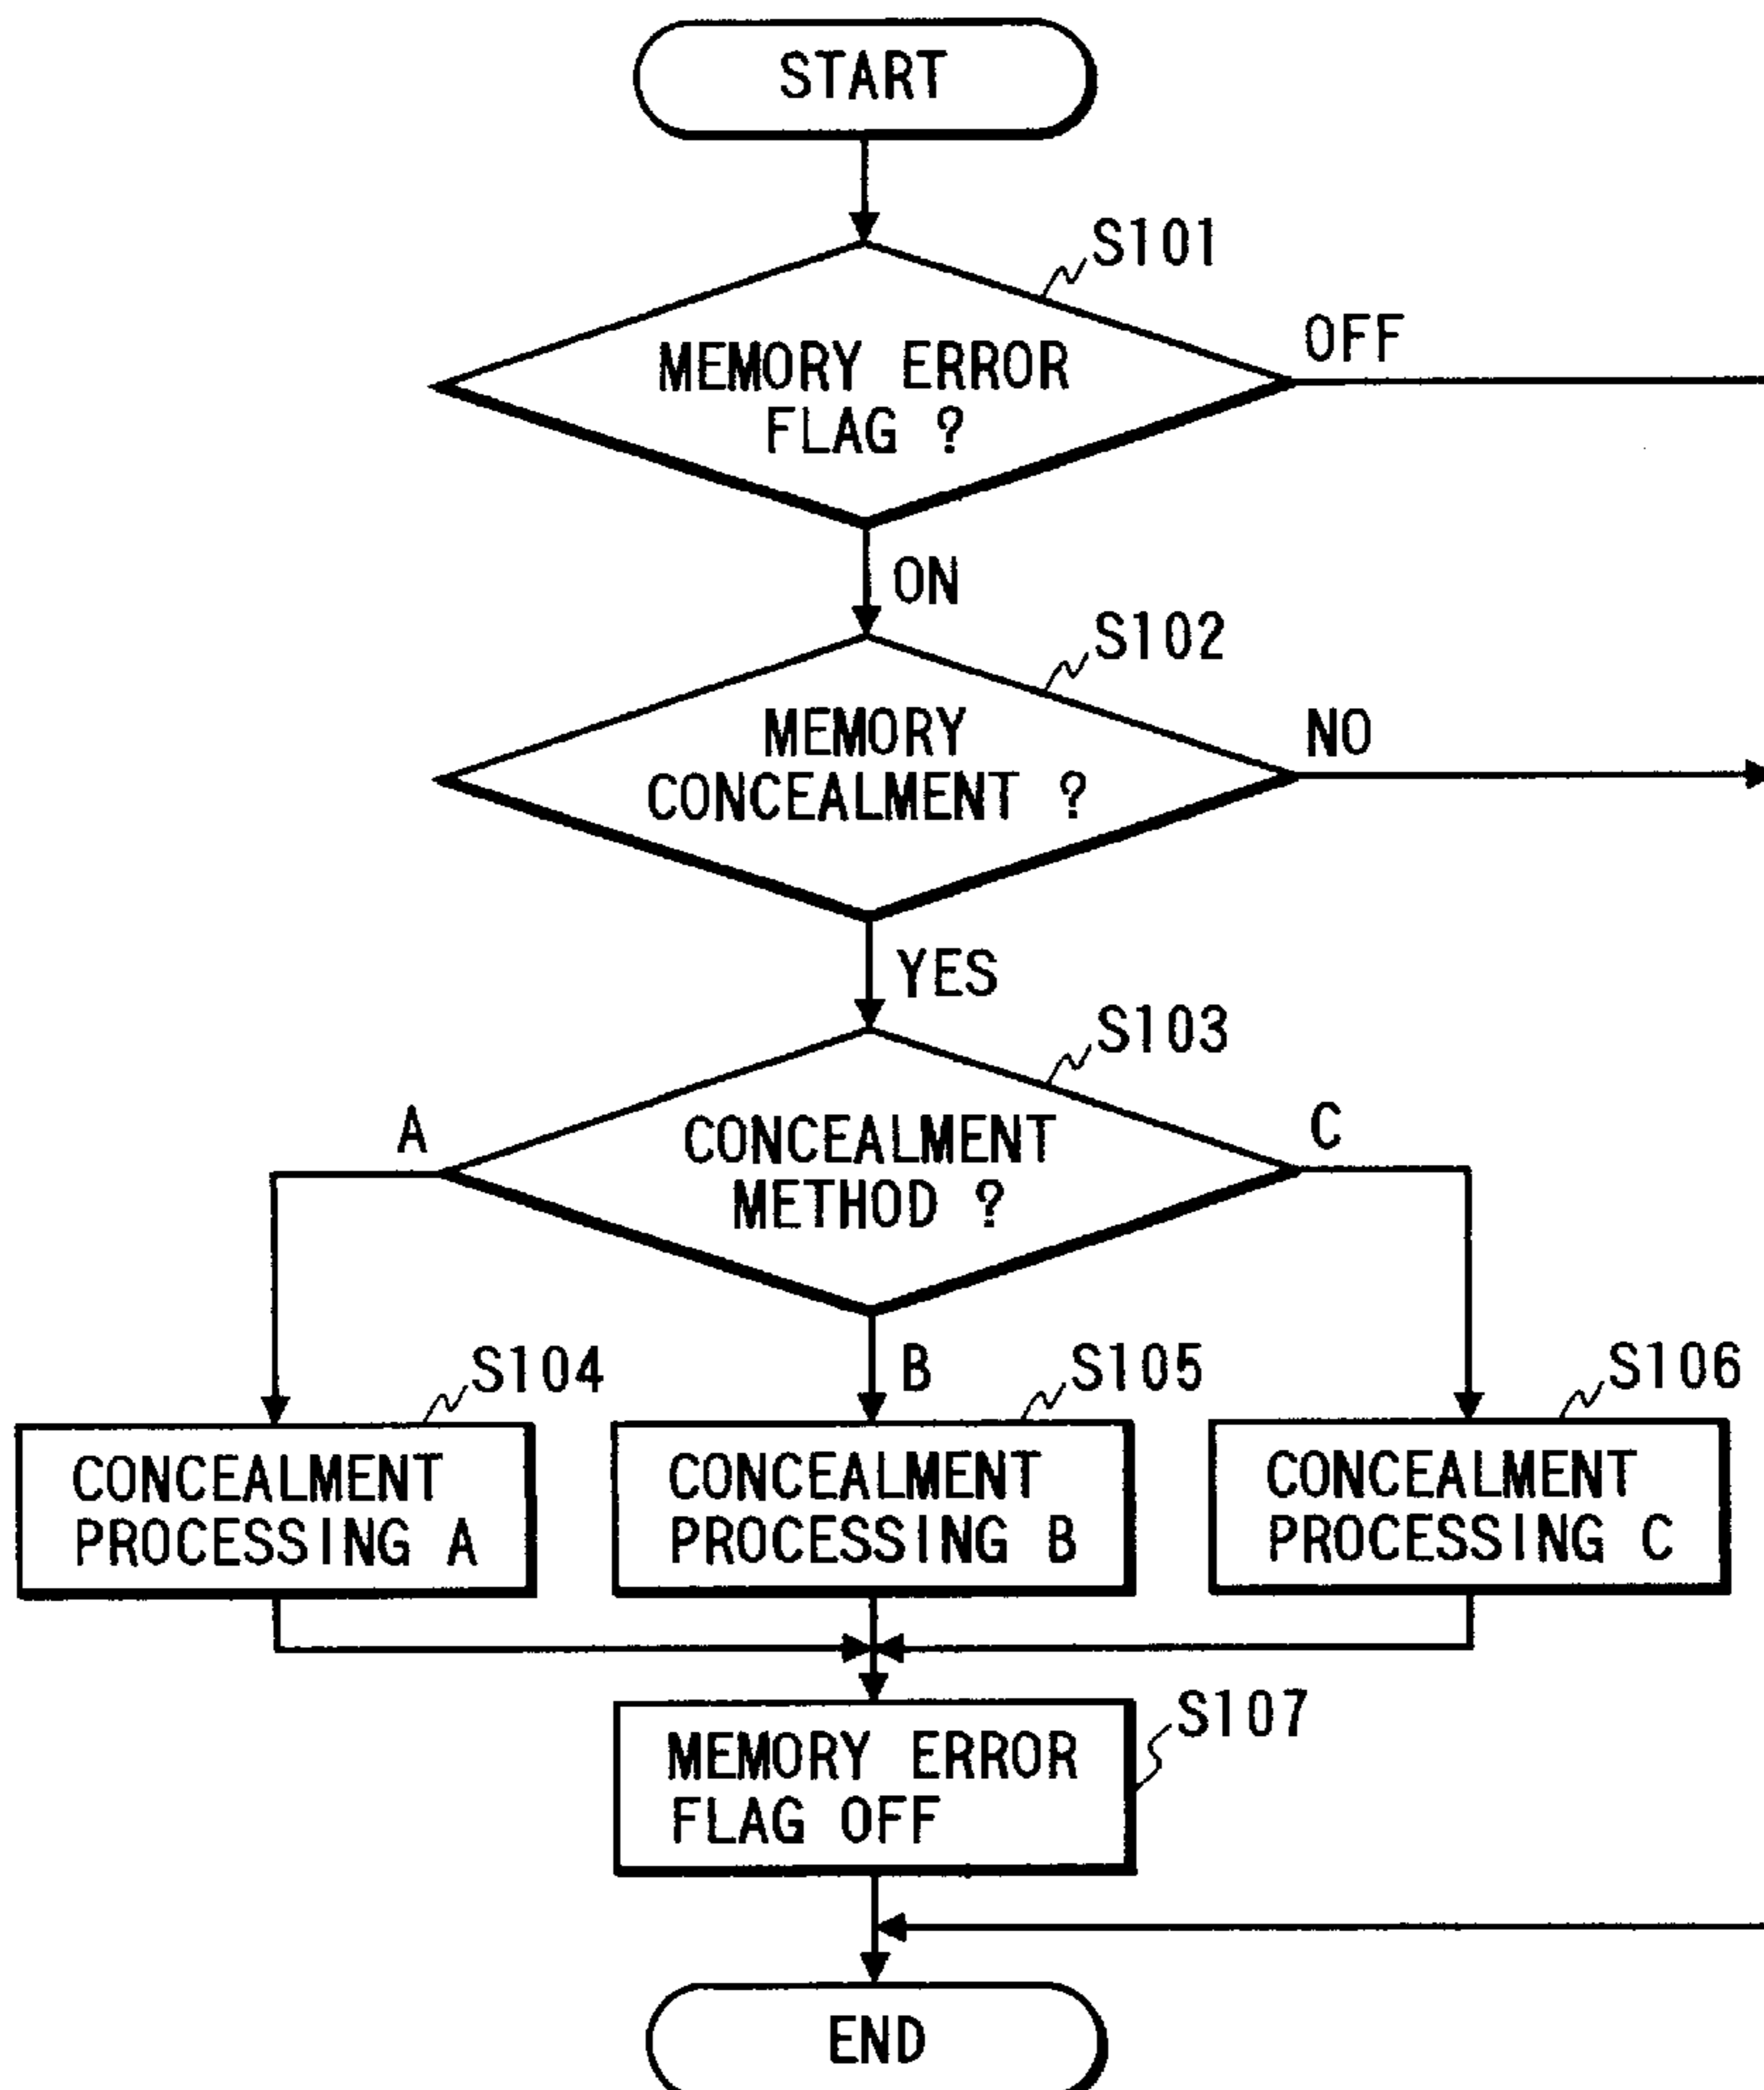 START
S101
MEMORY ERROR
FLAG ?
OFF
ON
S102
MEMORY
CONCEALMENT ?
NO
YES
S103
CONCEALMENT
METHOD ?
A
C
B
S104
S105
S106
CONCEALMENT
PROCESSING A
CONCEALMENT
PROCESSING B
CONCEALMENT
PROCESSING C
S107
MEMORY ERROR
FLAG OFF
END